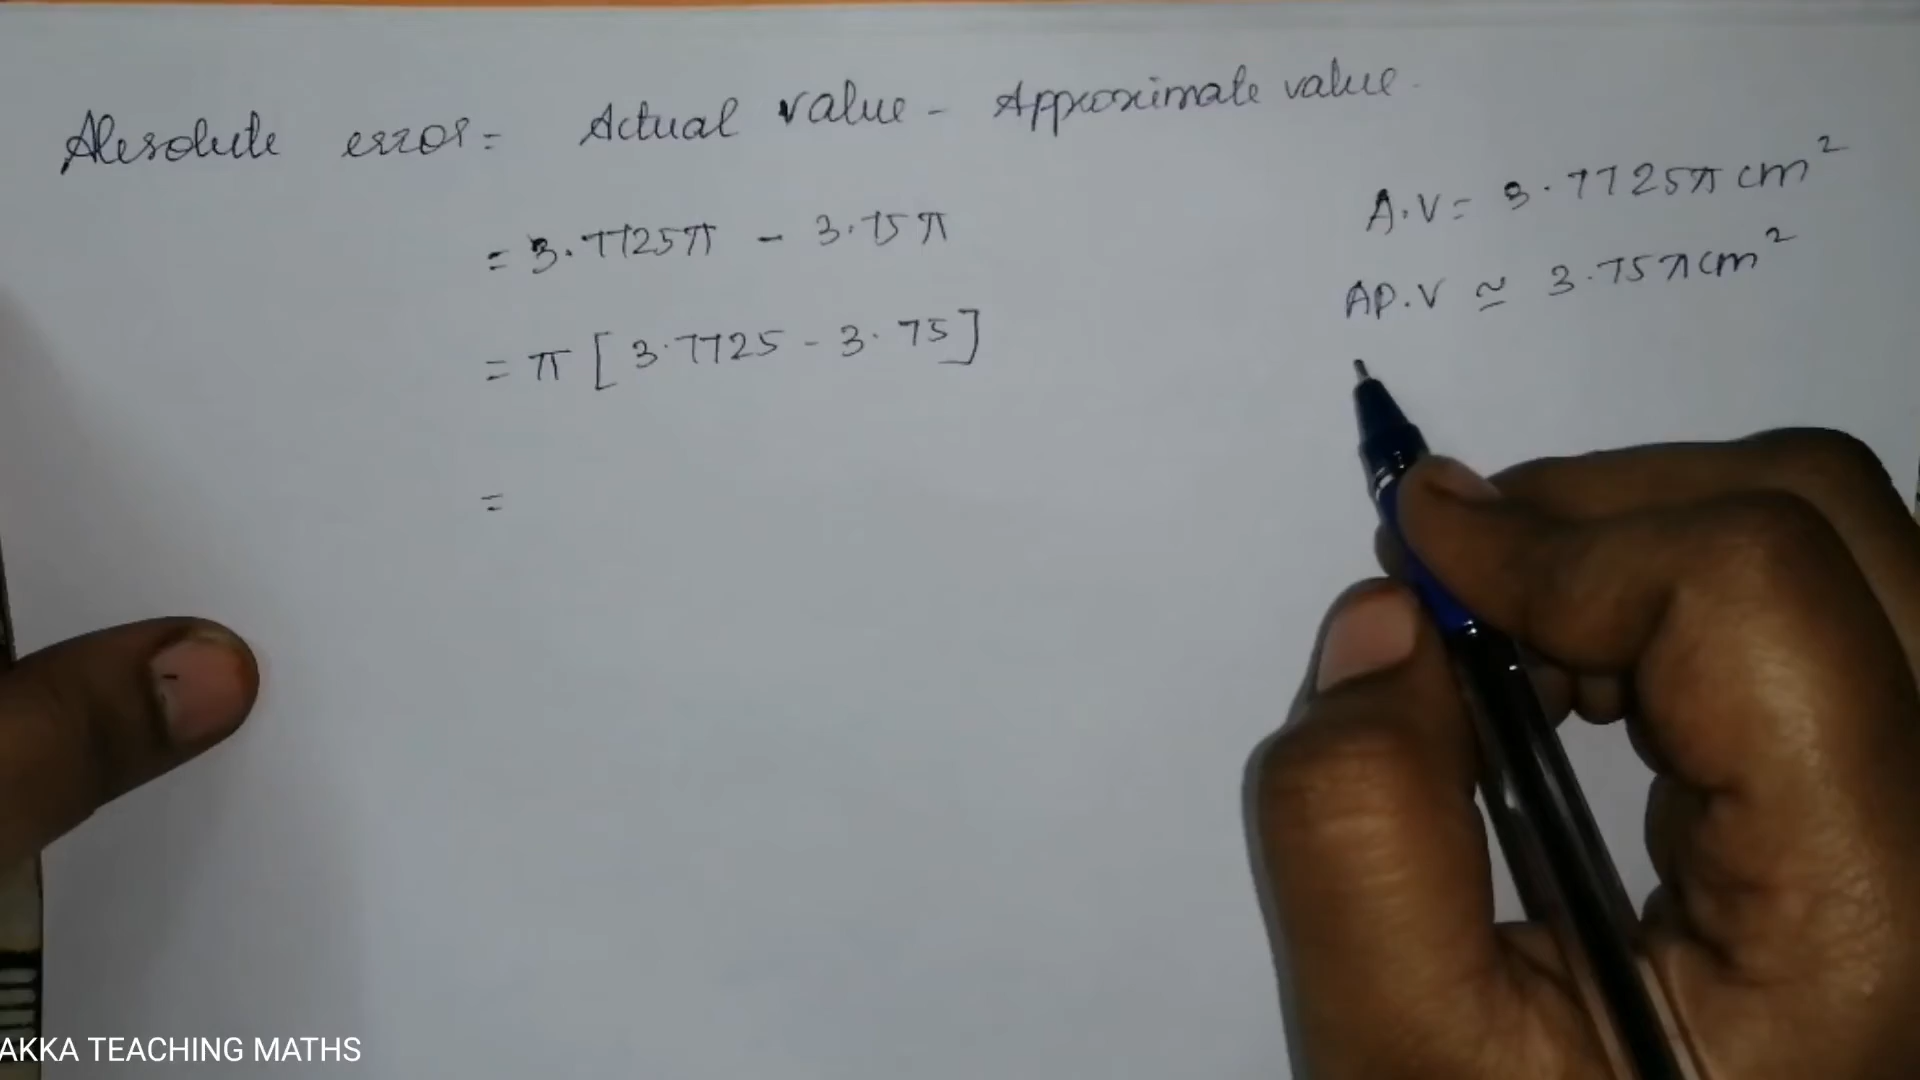 Absolute error = Actual value - Approximate value.
A.V = 3.7725π cm²
= 3.7725π - 3.75π
AP.V ≃ 3.75π cm²
= π [3.7725 - 3.75]
=
AKKA TEACHING MATHS